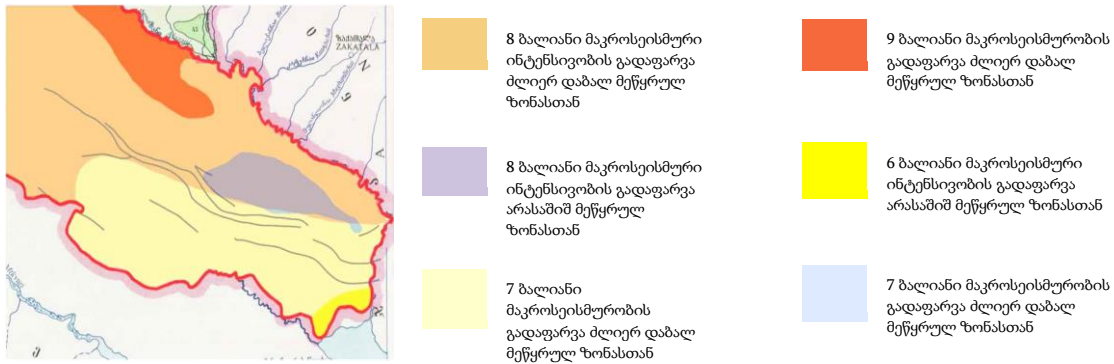 ზაქათალა
ZAKATALA
8 ბალიანი მაკროსეისმური
ინტენსივობის გადაფარვა
ძლიერ დაბალ მეწყრულ
ზონასთან
8 ბალიანი მაკროსეისმური
ინტენსივობის გადაფარვა
არასაშიშ მეწყრულ
ზონასთან
7 ბალიანი
მაკროსეისმურობის
გადაფარვა ძლიერ დაბალ
მეწყრულ ზონასთან
9 ბალიანი მაკროსეისმურობის
გადაფარვა ძლიერ დაბალ
მეწყრულ ზონასთან
6 ბალიანი მაკროსეისმური
ინტენსივობის გადაფარვა
არასაშიშ მეწყრულ ზონასთან
7 ბალიანი მაკროსეისმურობის
გადაფარვა ძლიერ დაბალ
მეწყრულ ზონასთან